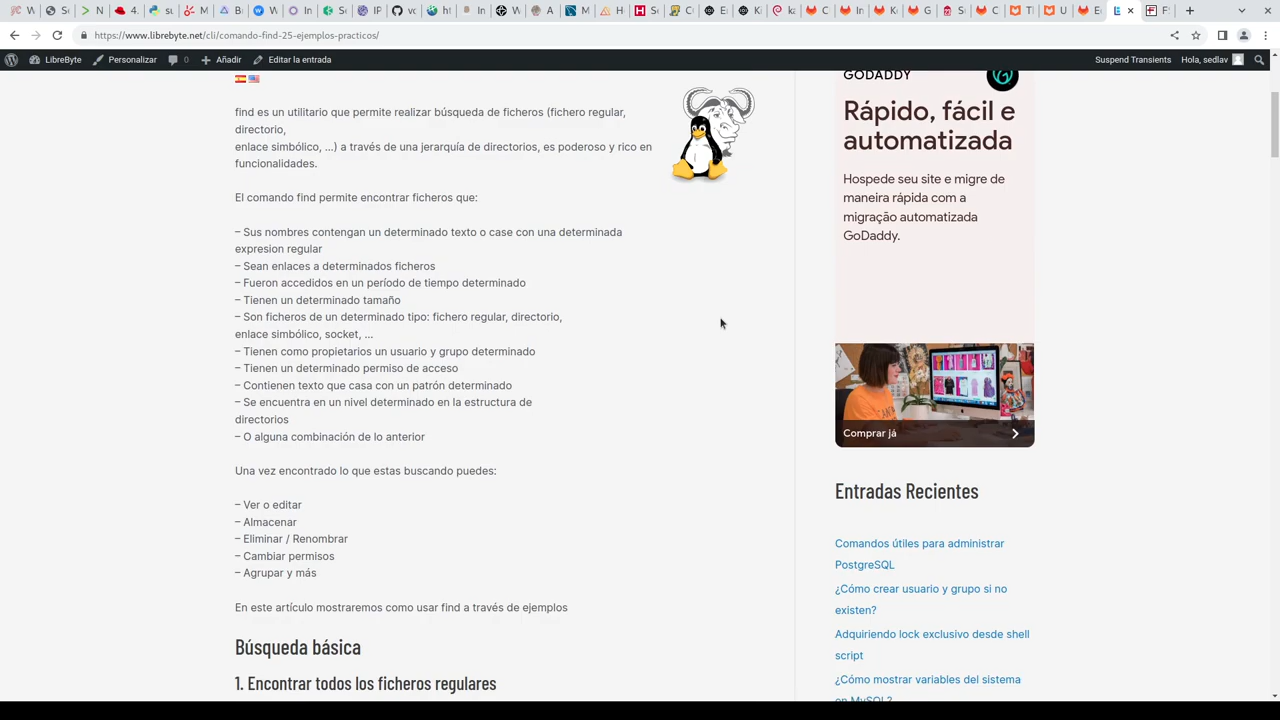 https://www.librebyte.net/cli/comando-find-25-ejemplos-practicos/
LibreByte
Personalizar
0
Añadir
Editar la entrada
Suspend Transients
Hola, sedlav
find es un utilitario que permite realizar búsqueda de ficheros (fichero regular,
directorio,
enlace simbólico, ...) a través de una jerarquía de directorios, es poderoso y rico en
funcionalidades.
El comando find permite encontrar ficheros que:
– Sus nombres contengan un determinado texto o case con una determinada
expresion regular
– Sean enlaces a determinados ficheros
– Fueron accedidos en un período de tiempo determinado
– Tienen un determinado tamaño
– Son ficheros de un determinado tipo: fichero regular, directorio,
enlace simbólico, socket, ...
– Tienen como propietarios un usuario y grupo determinado
– Tienen un determinado permiso de acceso
– Contienen texto que casa con un patrón determinado
– Se encuentra en un nivel determinado en la estructura de
directorios
– O alguna combinación de lo anterior
Una vez encontrado lo que estas buscando puedes:
– Ver o editar
– Almacenar
– Eliminar / Renombrar
– Cambiar permisos
– Agrupar y más
En este artículo mostraremos como usar find a través de ejemplos
Búsqueda básica
1. Encontrar todos los ficheros regulares
GODADDY
Rápido, fácil e
automatizada
Hospede seu site e migre de
maneira rápida com a
migração automatizada
GoDaddy.
Comprar já
Entradas Recientes
Comandos útiles para administrar
PostgreSQL
¿Cómo crear usuario y grupo si no
existen?
Adquiriendo lock exclusivo desde shell
script
¿Cómo mostrar variables del sistema
en MySQL?